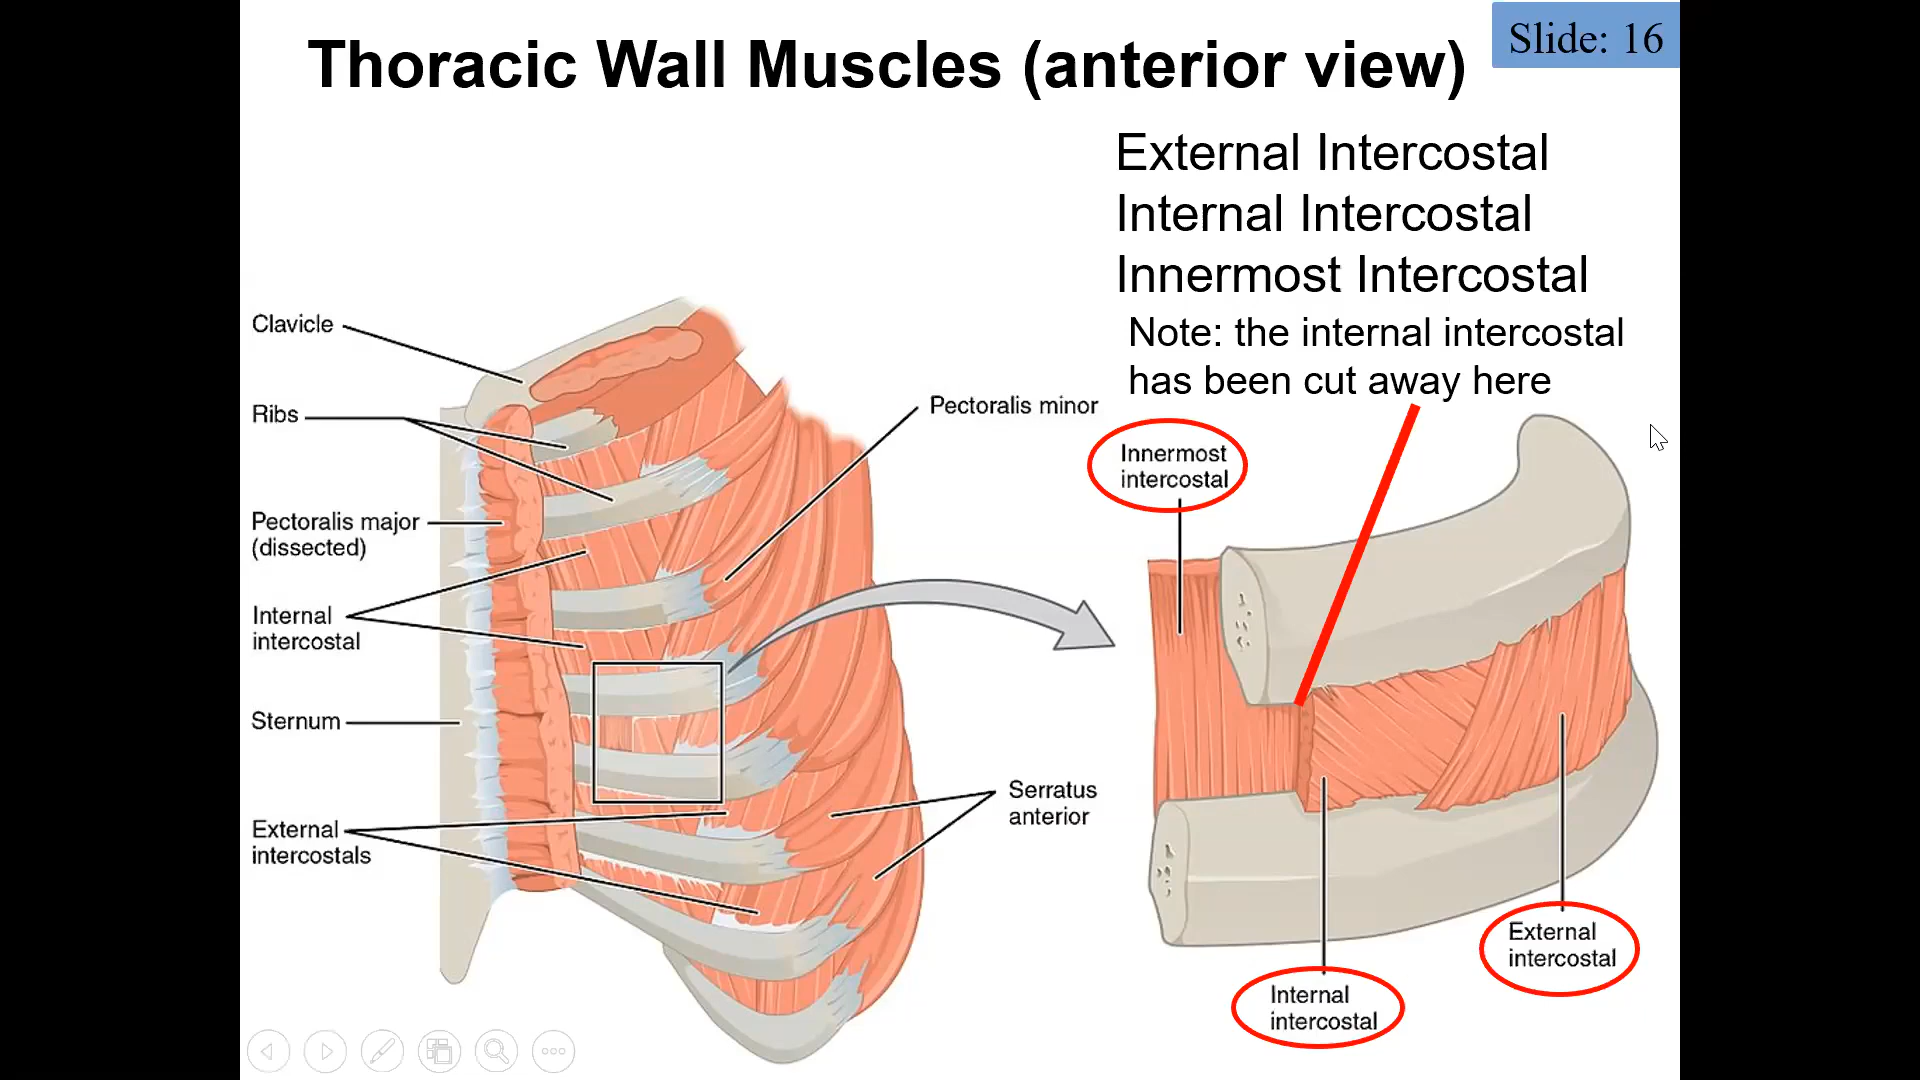 Thoracic Wall Muscles (anterior view)
Slide: 16
External Intercostal
Internal Intercostal
Innermost Intercostal
Note: the internal intercostal
has been cut away here
Clavicle
Ribs
Pectoralis major
(dissected)
Internal
intercostal
Sternum
External
intercostals
Pectoralis minor
Serratus
anterior
Innermost
intercostal
Internal
intercostal
External
intercostal